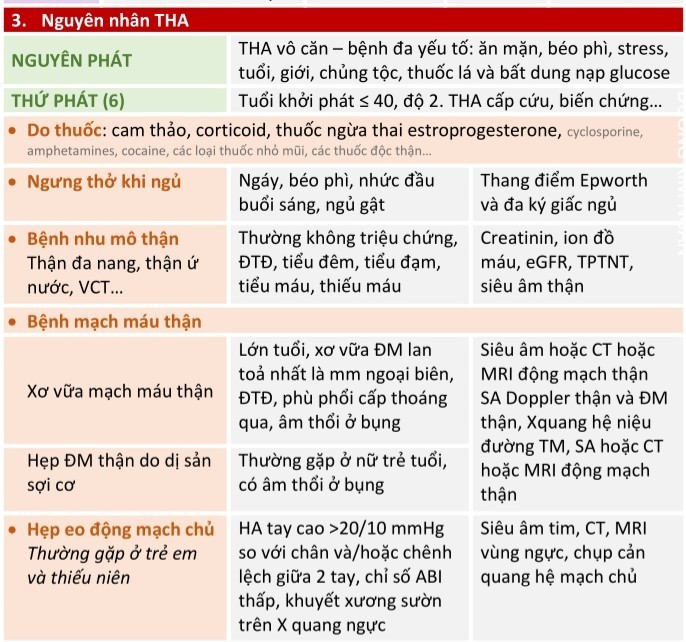 3. Nguyên nhân THA
NGUYÊN PHÁT
THA vô căn – bệnh đa yếu tố: ăn mặn, béo phì, stress,
tuổi, giới, chủng tộc, thuốc lá và bất dung nạp glucose
THỨ PHÁT (6)
Tuổi khởi phát ≤ 40, độ 2. THA cấp cứu, biến chứng...
• Do thuốc: cam thảo, corticoid, thuốc ngừa thai estroprogesterone, cyclosporine,
amphetamines, cocaine, các loại thuốc nhỏ mũi, các thuốc độc thận...
• Ngưng thở khi ngủ
Ngáy, béo phì, nhức đầu
buổi sáng, ngủ gật
Thang điểm Epworth
và đa ký giấc ngủ
• Bệnh nhu mô thận
Thận đa nang, thận ứ
nước, VCT...
Thường không triệu chứng,
ĐTĐ, tiểu đêm, tiểu đạm,
tiểu máu, thiếu máu
Creatinin, ion đồ
máu, eGFR, TPTNT,
siêu âm thận
• Bệnh mạch máu thận
Xơ vữa mạch máu thận
Lớn tuổi, xơ vữa ĐM lan
toả nhất là mm ngoại biên,
ĐTĐ, phù phổi cấp thoáng
qua, âm thổi ở bụng
Siêu âm hoặc CT hoặc
MRI động mạch thận
SA Doppler thận và ĐM
thận, Xquang hệ niệu
đường TM, SA hoặc CT
hoặc MRI động mạch
thận
Hẹp ĐM thận do dị sản
sợi cơ
Thường gặp ở nữ trẻ tuổi,
có âm thổi ở bụng
• Hẹp eo động mạch chủ
Thường gặp ở trẻ em
và thiếu niên
HA tay cao >20/10 mmHg
so với chân và/hoặc chênh
lệch giữa 2 tay, chỉ số ABI
thấp, khuyết xương sườn
trên X quang ngực
Siêu âm tim, CT, MRI
vùng ngực, chụp cản
quang hệ mạch chủ